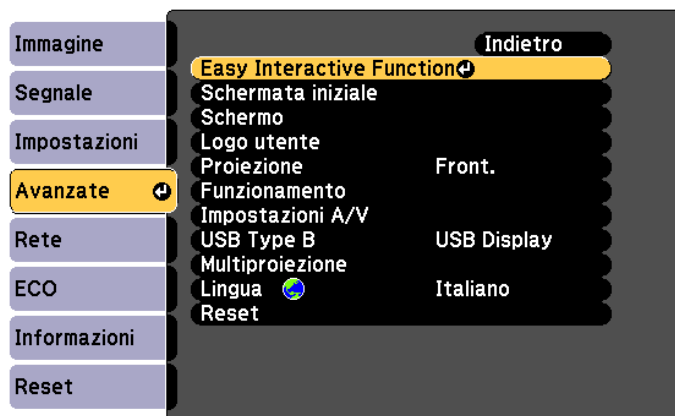 Immagine
Segnale
Impostazioni
Avanzate
Rete
ECO
Informazioni
Reset
Indietro
Easy Interactive Function
Schermata iniziale
Schermo
Logo utente
Proiezione Front.
Funzionamento
Impostazioni A/V
USB Type B USB Display
Multiproiezione
Lingua Italiano
Reset